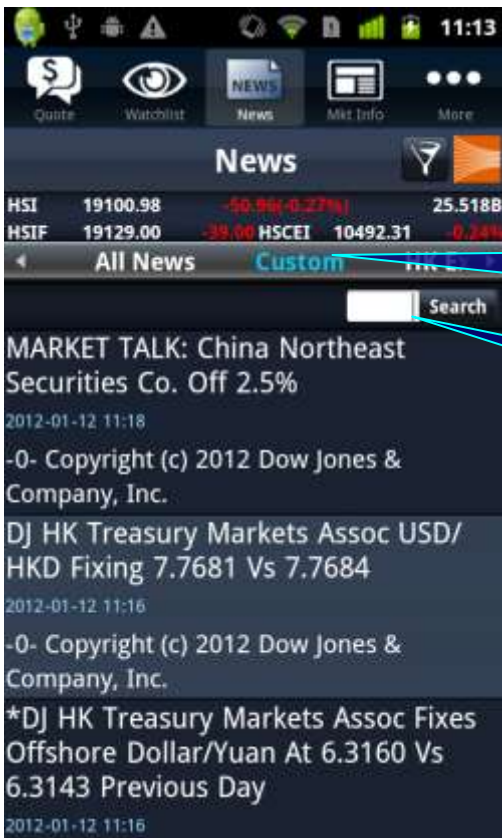 11:13
Quote Watchlist NEWS News Mkt Info More
News
HSI 19100.98 -50.96(-0.27%) 25.518B
HSIF 19129.00 -39.00 HSCEI 10492.31 -0.24%
All News Custom HK
Search
MARKET TALK: China Northeast
Securities Co. Off 2.5%
2012-01-12 11:18
-0- Copyright (c) 2012 Dow Jones &
Company, Inc.
DJ HK Treasury Markets Assoc USD/
HKD Fixing 7.7681 Vs 7.7684
2012-01-12 11:16
-0- Copyright (c) 2012 Dow Jones &
Company, Inc.
*DJ HK Treasury Markets Assoc Fixes
Offshore Dollar/Yuan At 6.3160 Vs
6.3143 Previous Day
2012-01-12 11:16